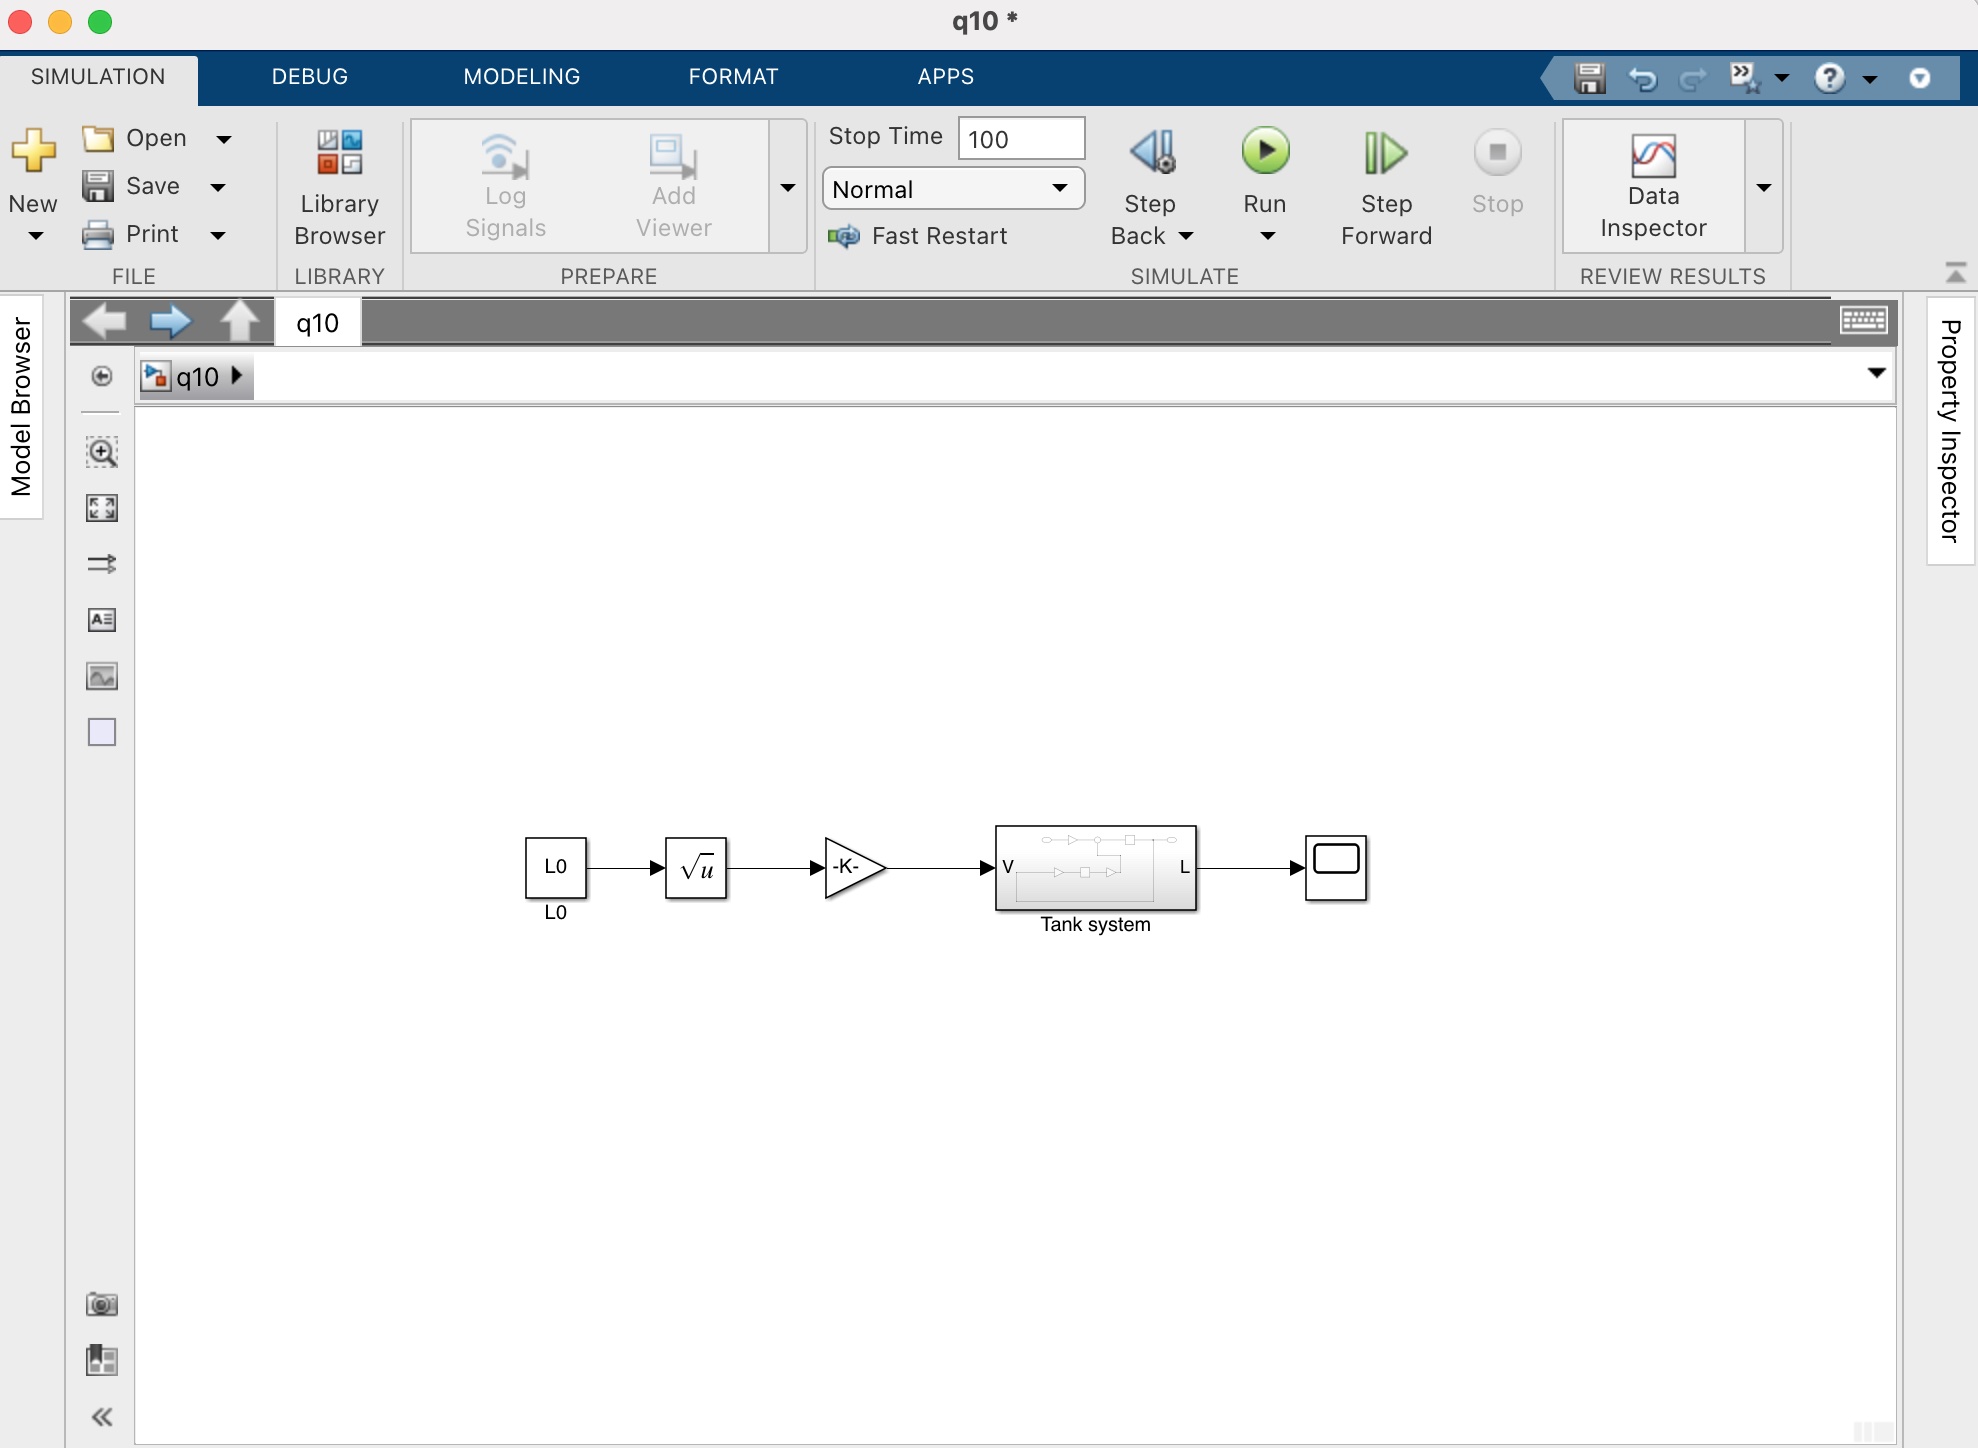 q10 *
SIMULATION DEBUG MODELING FORMAT APPS
New
Open
Save
Print
FILE
Library
Browser
LIBRARY
Log
Signals
Add
Viewer
PREPARE
Stop Time 100
Normal
Fast Restart
Step
Back
Run
Step
Forward
Stop
SIMULATE
Data
Inspector
REVIEW RESULTS
Model Browser
q10
q10
Property Inspector
L0
L0
√u
-K-
V
L
Tank system